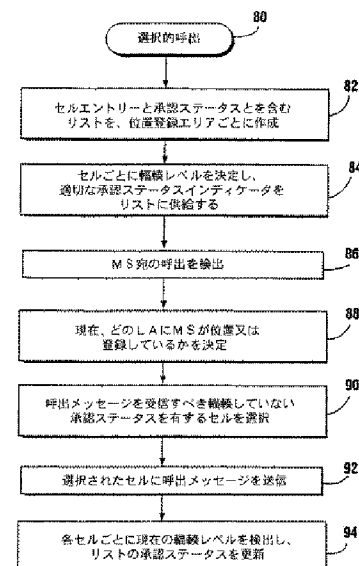 選択的呼出
80
セルエントリーと承認ステータスとを含む
リストを、位置登録エリアごとに作成
82
セルごとに輻輳レベルを決定し、
適切な承認ステータスインディケータを
リストに供給する
84
MS宛の呼出を検出
86
現在、どのLAにMSが位置又は
登録しているかを決定
88
呼出メッセージを受信すべき輻輳していない
承認ステータスを有するセルを選択
90
選択されたセルに呼出メッセージを送信
92
各セルごとに現在の輻輳レベルを検出し、
リストの承認ステータスを更新
94